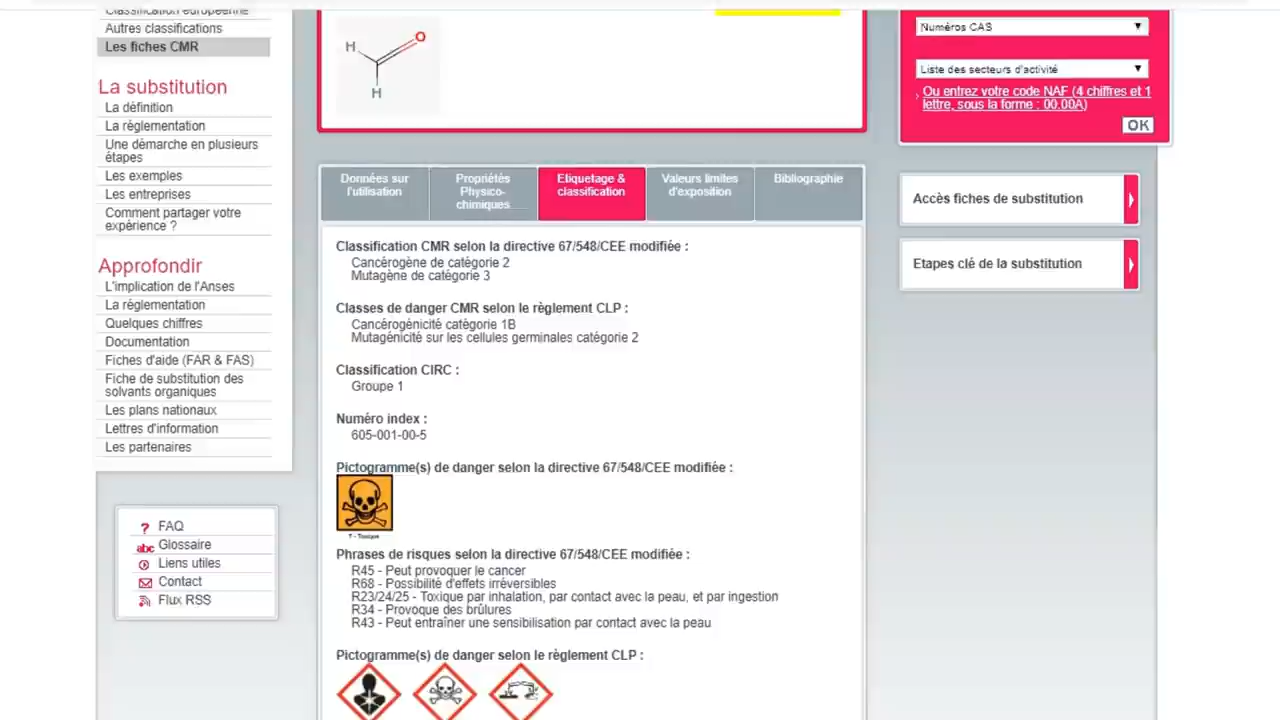 Classification européenne
Autres classifications
Les fiches CMR
La substitution
La définition
La réglementation
Une démarche en plusieurs
étapes
Les exemples
Les entreprises
Comment partager votre
expérience ?
Approfondir
L'implication de l'Anses
La réglementation
Quelques chiffres
Documentation
Fiches d'aide (FAR & FAS)
Fiche de substitution des
solvants organiques
Les plans nationaux
Lettres d'information
Les partenaires
? FAQ
abc Glossaire
Liens utiles
Contact
Flux RSS
H
O
H
Données sur
l'utilisation
Propriétés
Physico-
chimiques
Etiquetage &
classification
Valeurs limites
d'exposition
Bibliographie
Classification CMR selon la directive 67/548/CEE modifiée :
Cancérogène de catégorie 2
Mutagène de catégorie 3
Classes de danger CMR selon le règlement CLP :
Cancérogénicité catégorie 1B
Mutagénicité sur les cellules germinales catégorie 2
Classification CIRC :
Groupe 1
Numéro index :
605-001-00-5
Pictogramme(s) de danger selon la directive 67/548/CEE modifiée :
T - Toxique
Phrases de risques selon la directive 67/548/CEE modifiée :
R45 - Peut provoquer le cancer
R68 - Possibilité d'effets irréversibles
R23/24/25 - Toxique par inhalation, par contact avec la peau, et par ingestion
R34 - Provoque des brûlures
R43 - Peut entraîner une sensibilisation par contact avec la peau
Pictogramme(s) de danger selon le règlement CLP :
Numéros CAS
Liste des secteurs d'activité
Ou entrez votre code NAF (4 chiffres et 1
lettre, sous la forme : 00.00A)
OK
Accès fiches de substitution
Etapes clé de la substitution